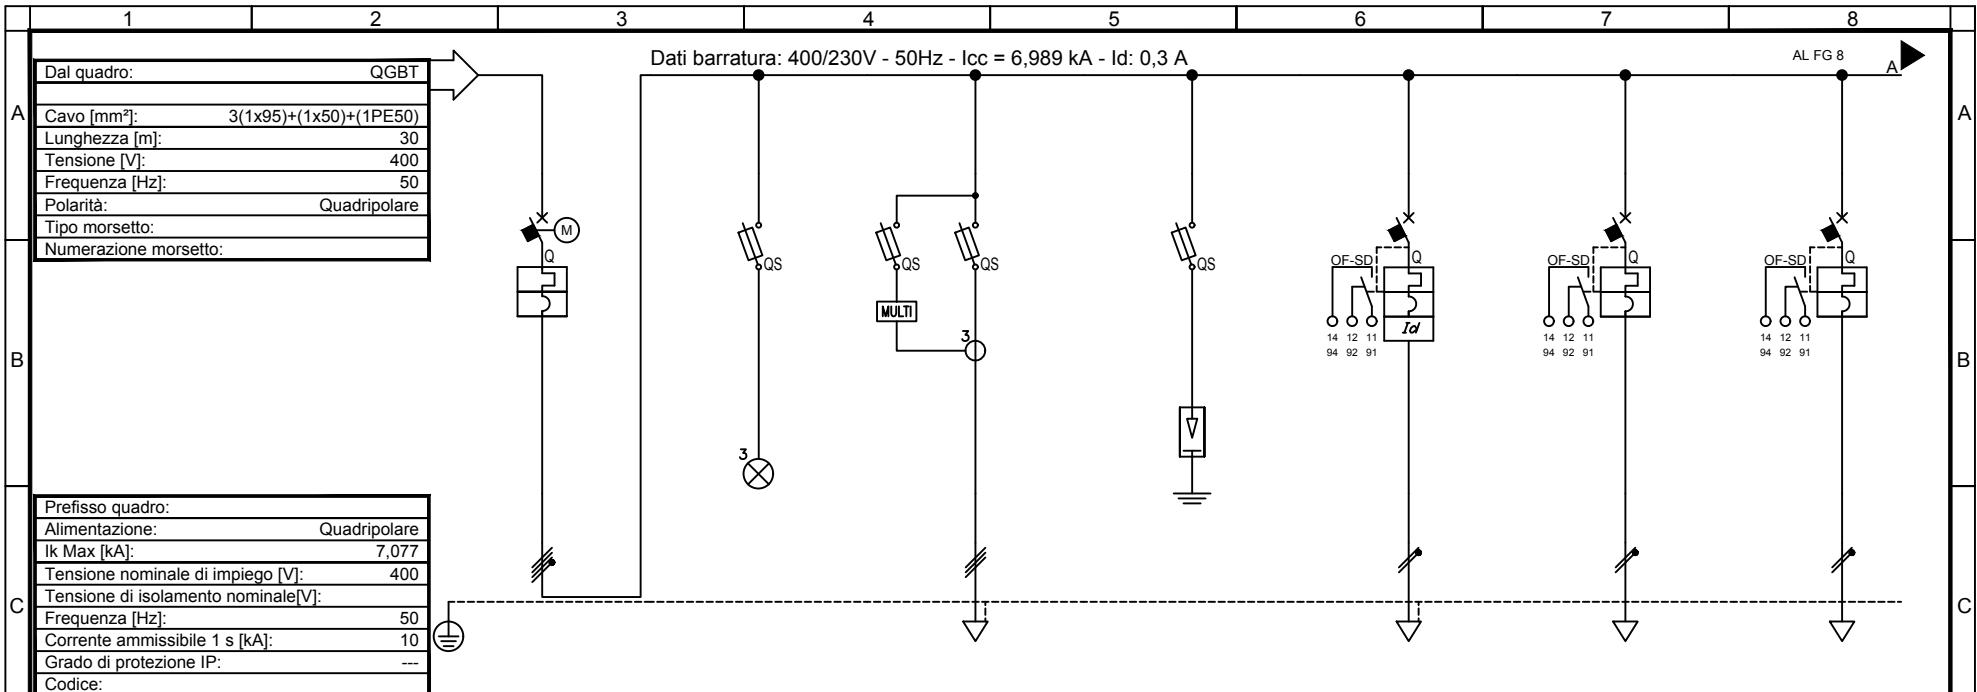 1 2 3 4 5 6 7 8
Dati barratura: 400/230V - 50Hz - Icc = 6,989 kA - Id: 0,3 A
AL FG 8
A
A
A
Dal quadro: QGBT
Cavo [mm²]: 3(1x95)+(1x50)+(1PE50)
Lunghezza [m]: 30
Tensione [V]: 400
Frequenza [Hz]: 50
Polarità: Quadripolare
Tipo morsetto:
Numerazione morsetto:
M
Q
QS
QS
QS
QS
MULTI
3
3
OF-SD
Q
Id
14 12 11
94 92 91
OF-SD
Q
14 12 11
94 92 91
OF-SD
Q
14 12 11
94 92 91
B
B
Prefisso quadro:
Alimentazione: Quadripolare
Ik Max [kA]: 7,077
Tensione nominale di impiego [V]: 400
Tensione di isolamento nominale[V]:
Frequenza [Hz]: 50
Corrente ammissibile 1 s [kA]: 10
Grado di protezione IP: ---
Codice:
C
C